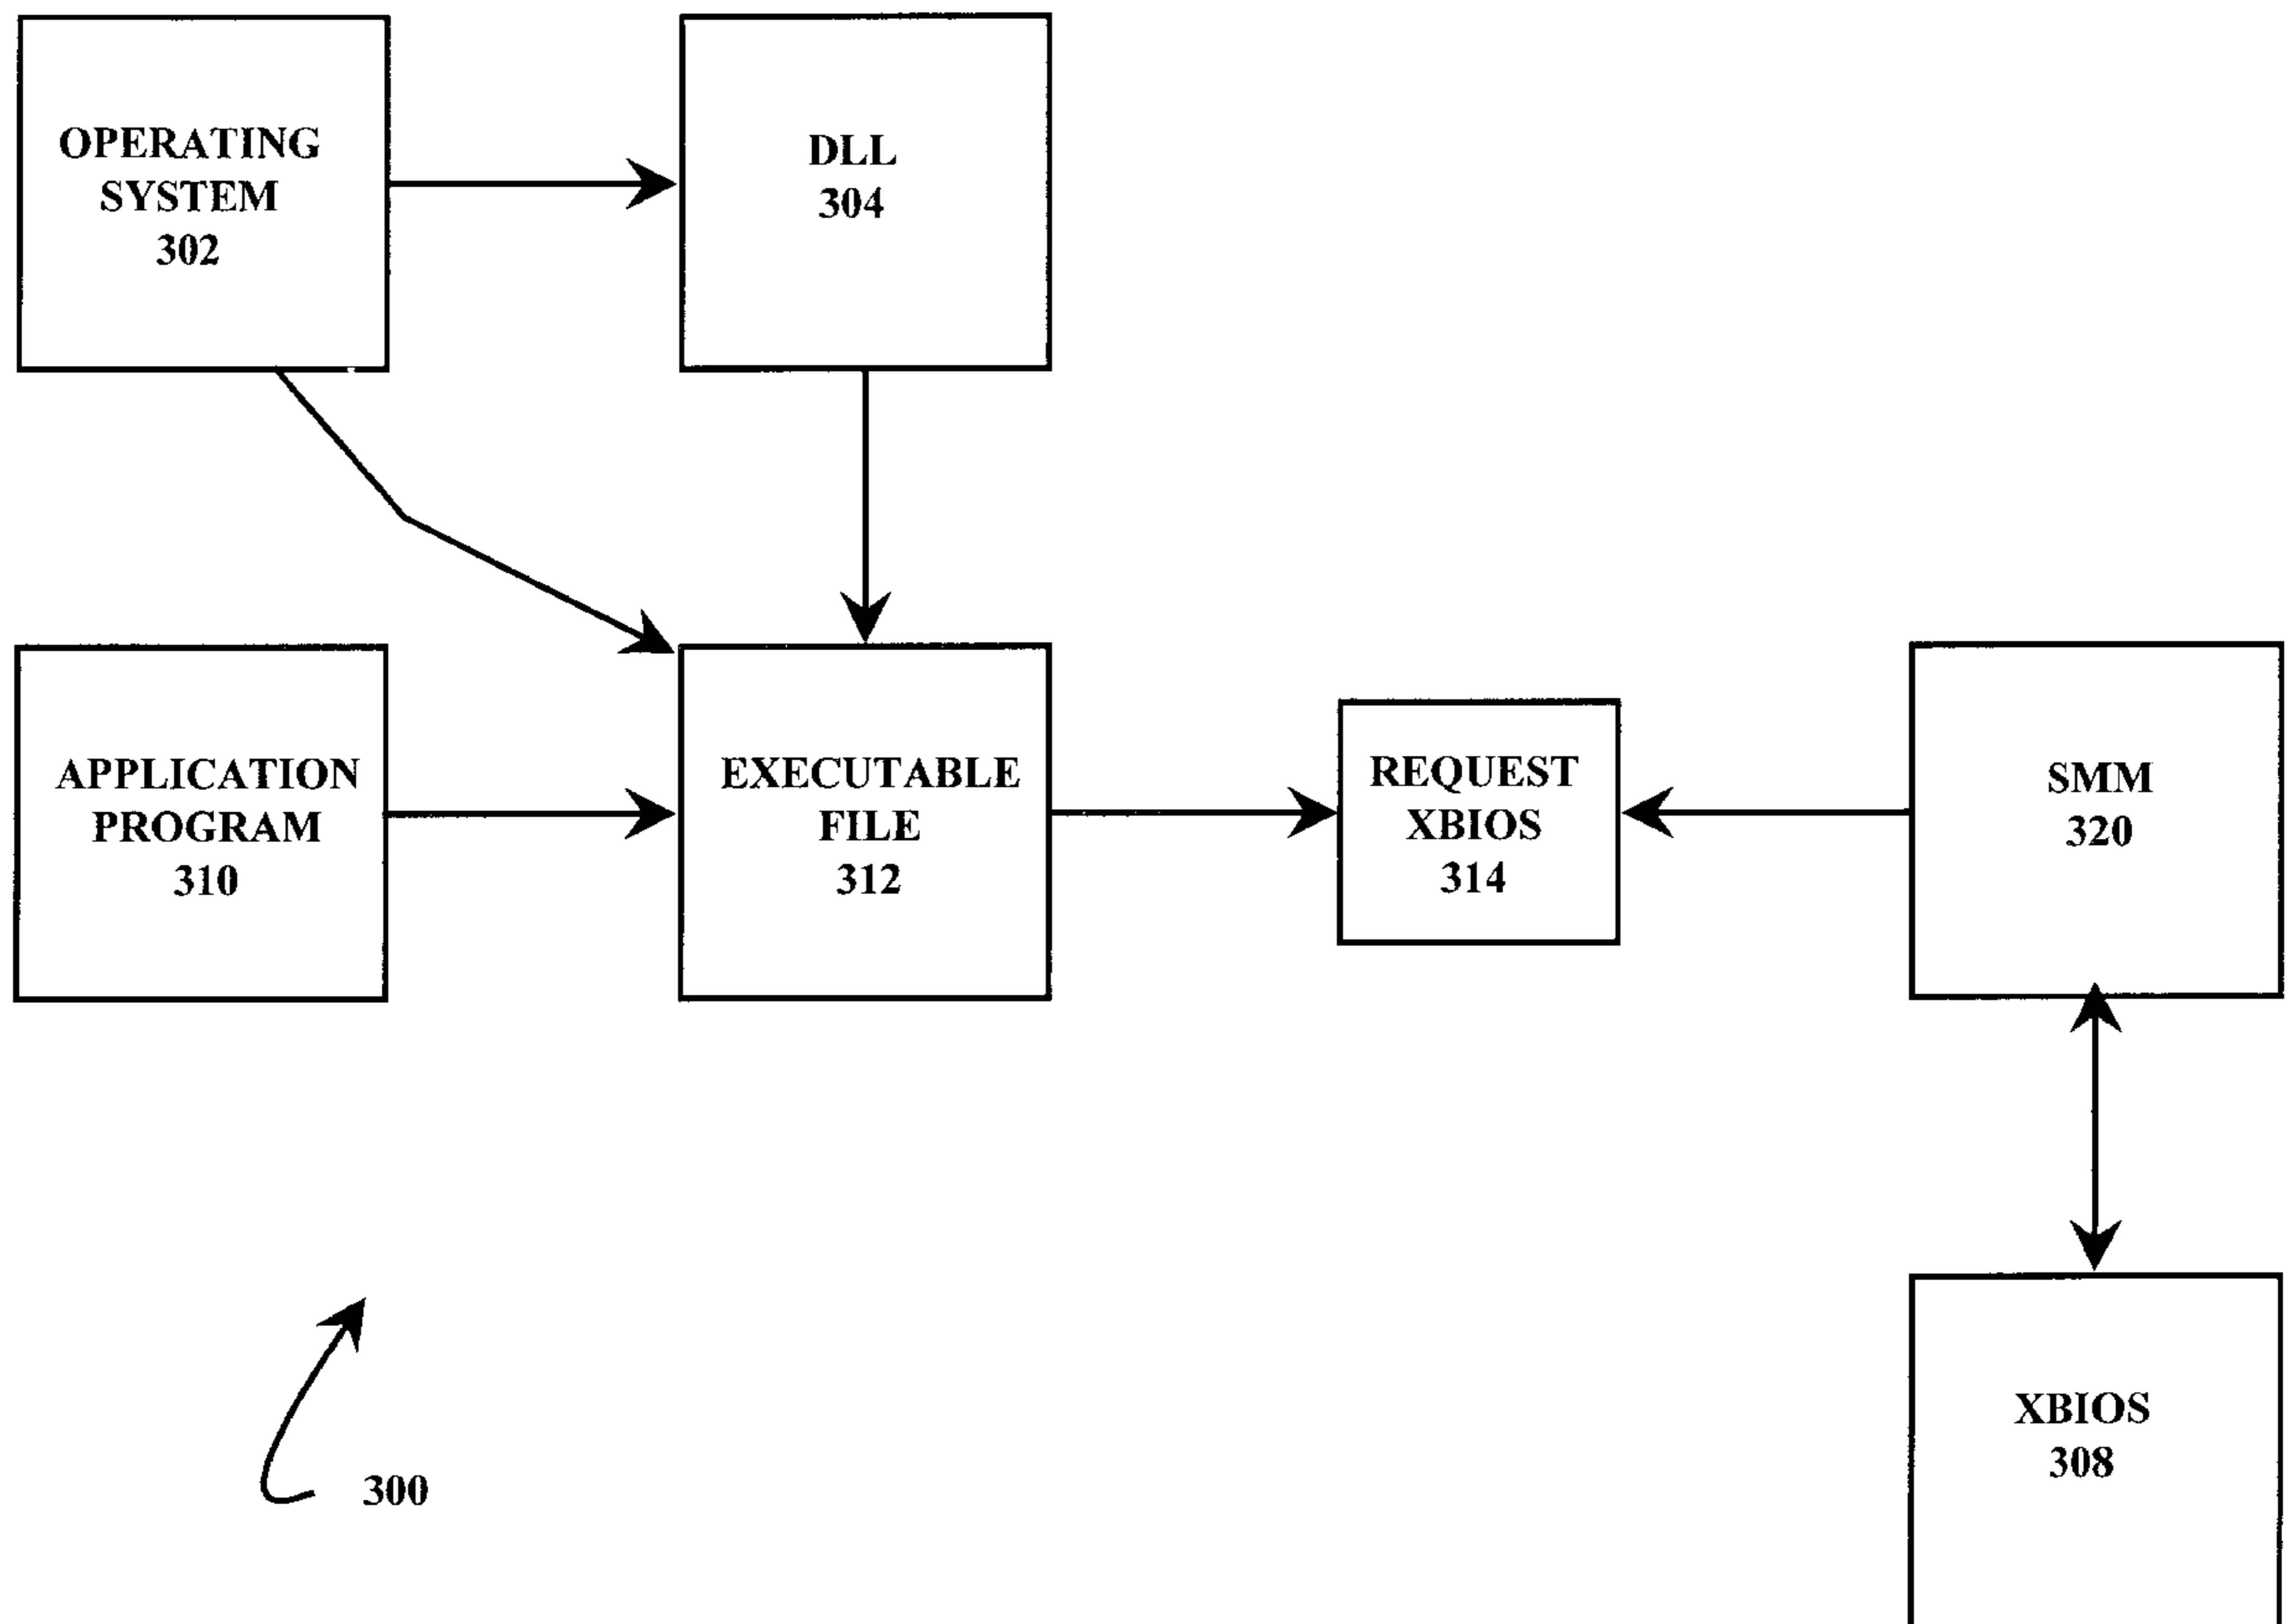 OPERATING
SYSTEM
302
DLL
304
APPLICATION
PROGRAM
310
EXECUTABLE
FILE
312
REQUEST
XBIOS
314
SMM
320
XBIOS
308
300